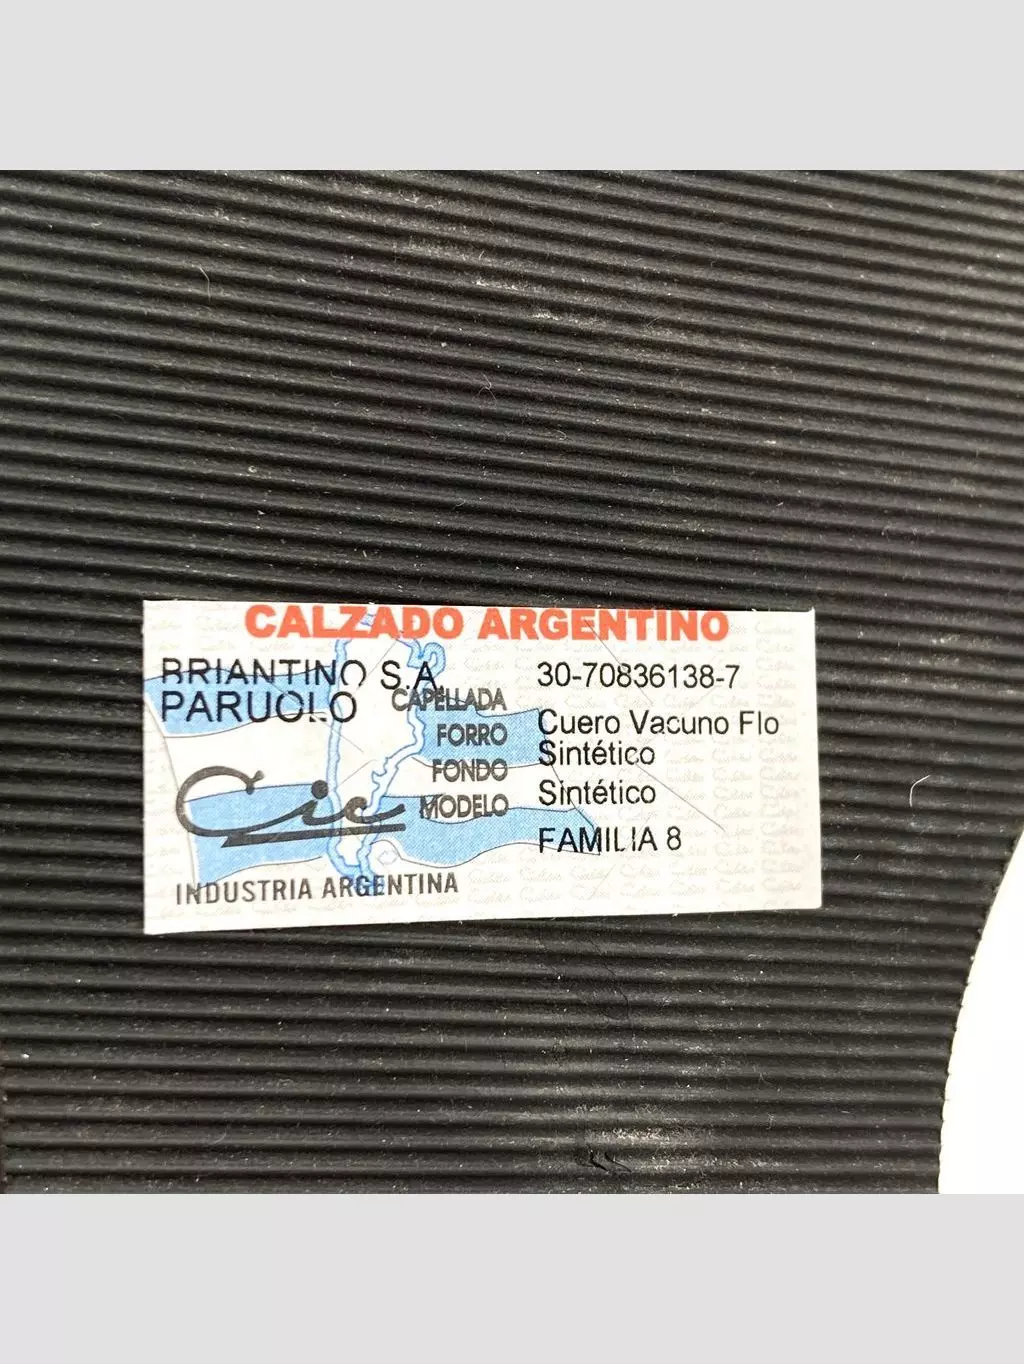 CALZADO ARGENTINO
BRIANTINO S.A. 30-70836138-7
PARUOLO
CAPELLADA Cuero Vacuno Flo
FORRO Sintético
FONDO Sintético
MODELO FAMILIA 8
Cic
INDUSTRIA ARGENTINA